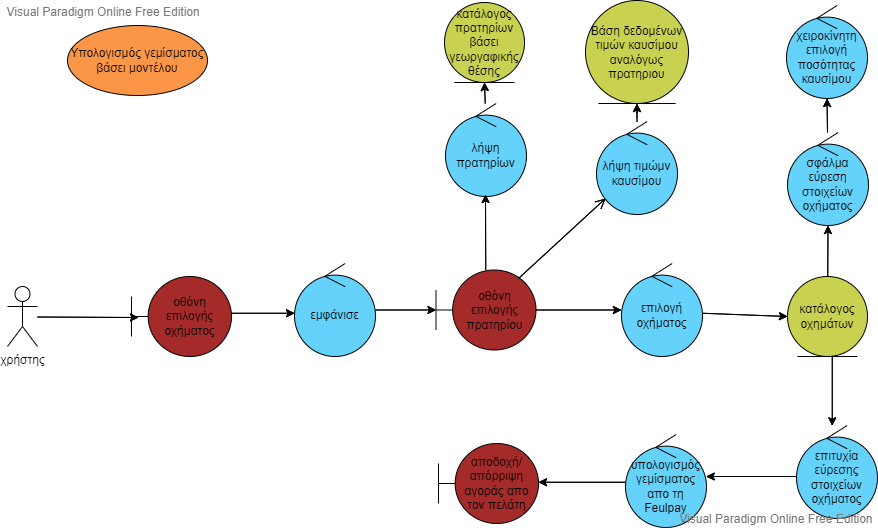 Visual Paradigm Online Free Edition
Υπολογισμός γεμίσματος
βάσει μοντέλου
κατάλογος
πρατηρίων
βάσει
γεωργαφικής
θέσης
Βάση δεδομένων
τιμών καυσίμου
αναλόγως
πρατηριου
χειροκίνητη
επιλογή
ποσότητας
καυσίμου
λήψη
πρατηρίων
λήψη τιμώμν
καυσίμου
σφάλμα
εύρεση
στοιχείων
οχήματος
χρήστης
οθόνη
επιλογής
οχήματος
εμφάνισε
οθόνη
επιλογής
πρατηρίου
επιλογή
οχήματος
κατάλογος
οχημάτων
αποδοχή/
απόρριψη
αγοράς απο
τον πελάτη
υπολογισμός
γεμίσματος
απο τη
Feulpay
επιτυχία
εύρεσης
στοιχείων
οχήματος
Visual Paradigm Online Free Edition